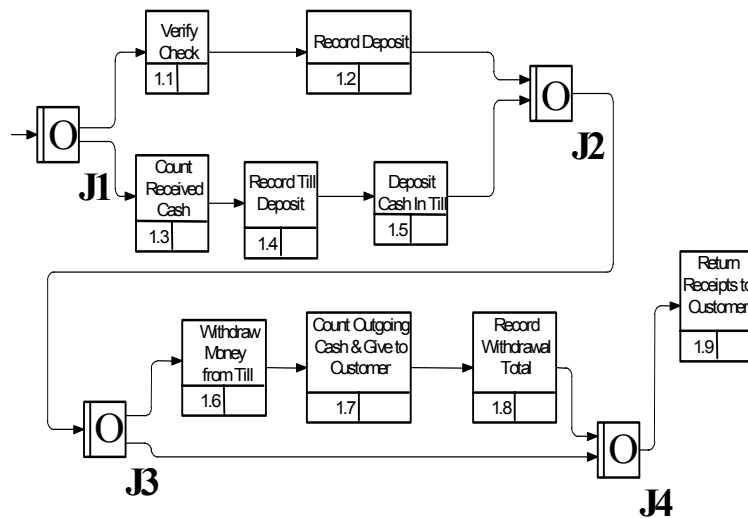 Verify
Check
1.1
Record Deposit
1.2
O
J1
O
J2
Count
Received
Cash
1.3
Record Till
Deposit
1.4
Deposit
Cash In Till
1.5
Withdraw
Money
from Till
1.6
Count Outgoing
Cash & Give to
Customer
1.7
Record
Withdrawal
Total
1.8
Return
Receipts to
Customer
1.9
O
J3
O
J4